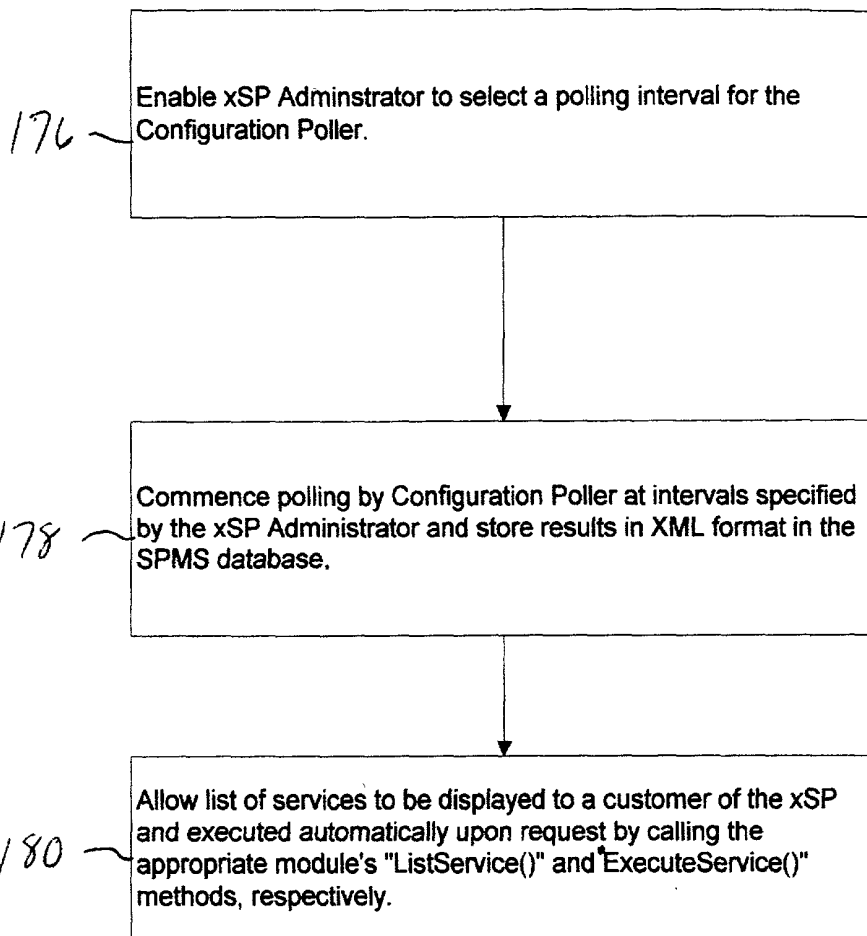 176
Enable xSP Adminstrator to select a polling interval for the
Configuration Poller.
178
Commence polling by Configuration Poller at intervals specified
by the xSP Administrator and store results in XML format in the
SPMS database.
180
Allow list of services to be displayed to a customer of the xSP
and executed automatically upon request by calling the
appropriate module's "ListService()" and "ExecuteService()"
methods, respectively.